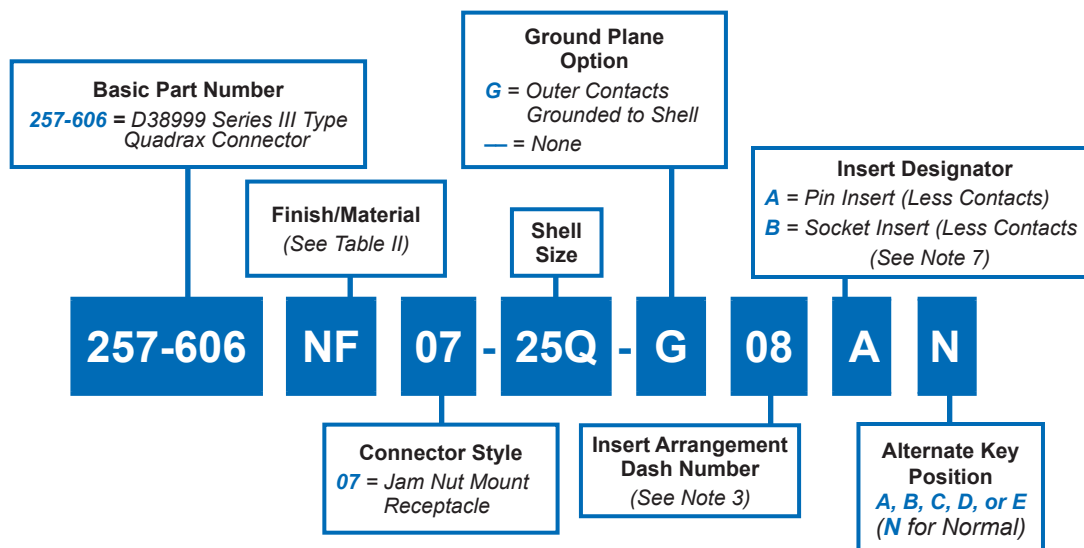 Basic Part Number
257-606 = D38999 Series III Type
Quadrax Connector
Finish/Material
(See Table II)
Ground Plane
Option
G = Outer Contacts
Grounded to Shell
— = None
Shell
Size
Insert Designator
A = Pin Insert (Less Contacts)
B = Socket Insert (Less Contacts
(See Note 7)
257-606 NF 07 - 25Q - G 08 A N
Connector Style
07 = Jam Nut Mount
Receptacle
Insert Arrangement
Dash Number
(See Note 3)
Alternate Key
Position
A, B, C, D, or E
(N for Normal)